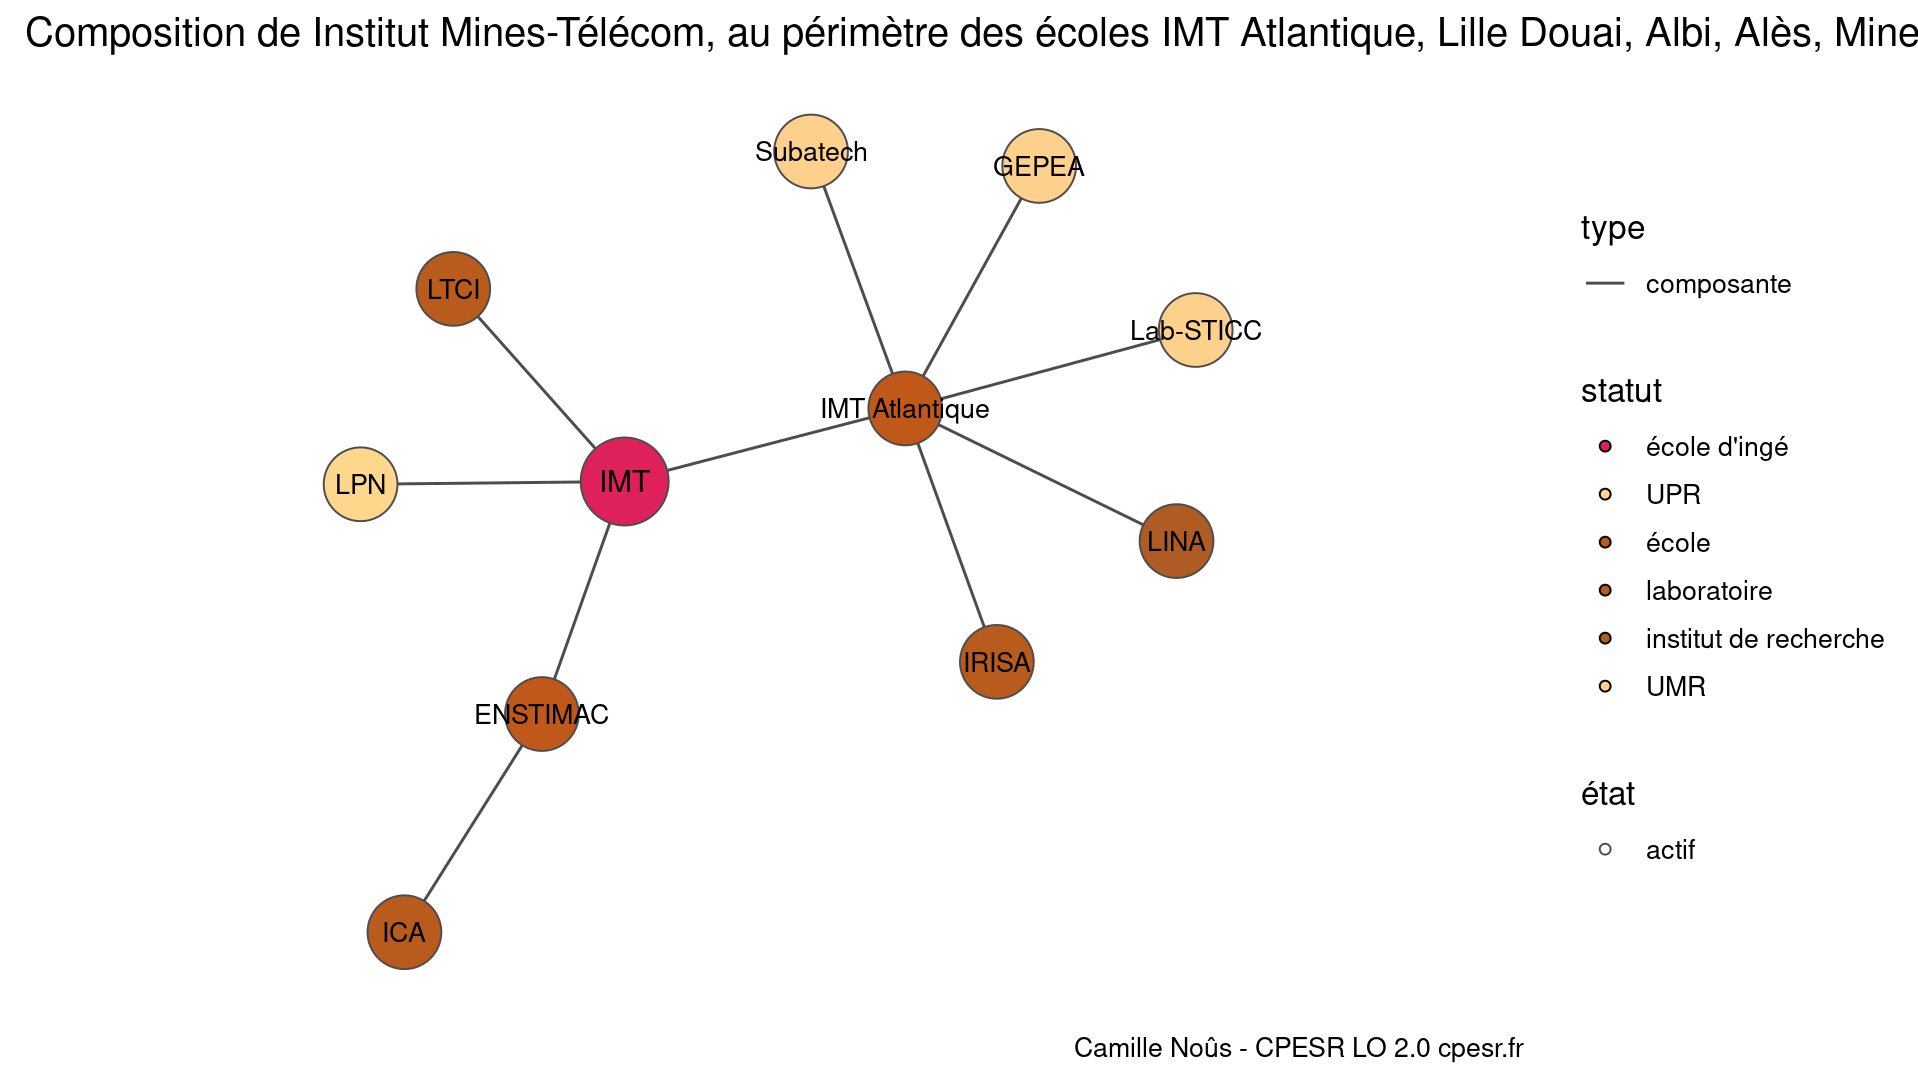 Composition de Institut Mines-Télécom, au périmètre des écoles IMT Atlantique, Lille Douai, Albi, Alès, Mine
Subatech
GEPEA
LTCI
Lab-STICC
IMT Atlantique
LPN
IMT
LINA
IRISA
ENSTIMAC
ICA
type
composante
statut
école d'ingé
UPR
école
laboratoire
institut de recherche
UMR
état
actif
Camille Noûs - CPESR LO 2.0 cpesr.fr